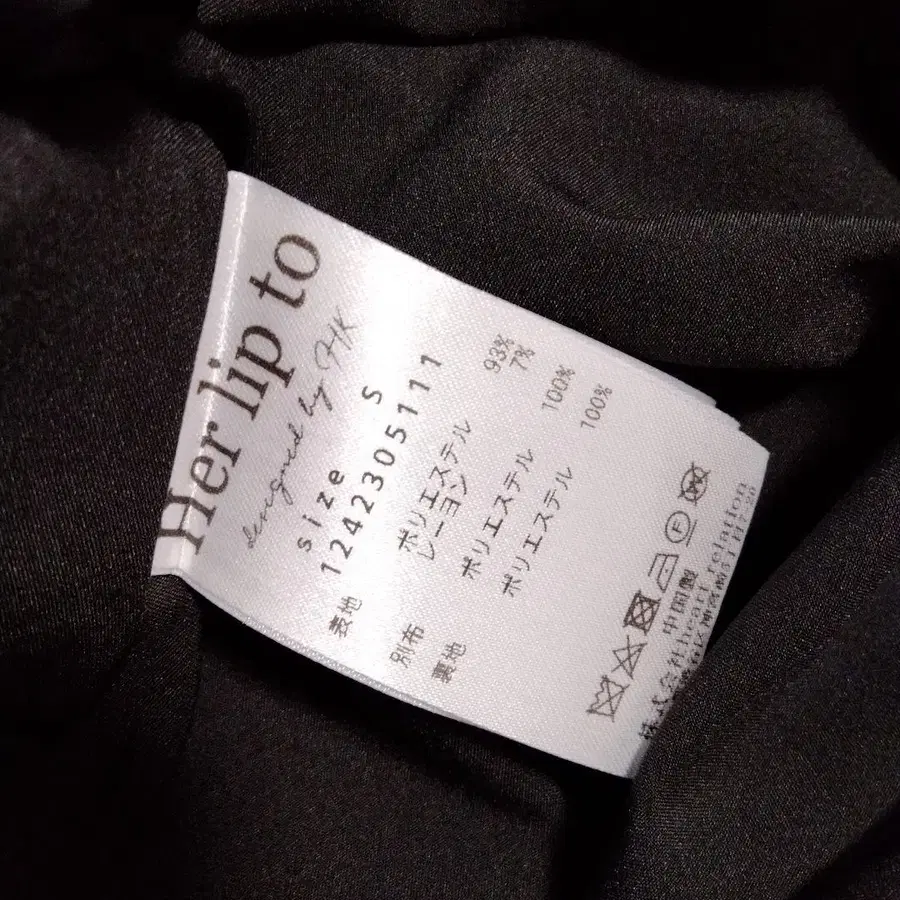 Her lip to
designed by HK
size S
1242305111
表地 ポリエステル 93%
レーヨン 7%
別布 ポリエステル 100%
裏地 ポリエステル 100%
中国製
株式会社heart relation